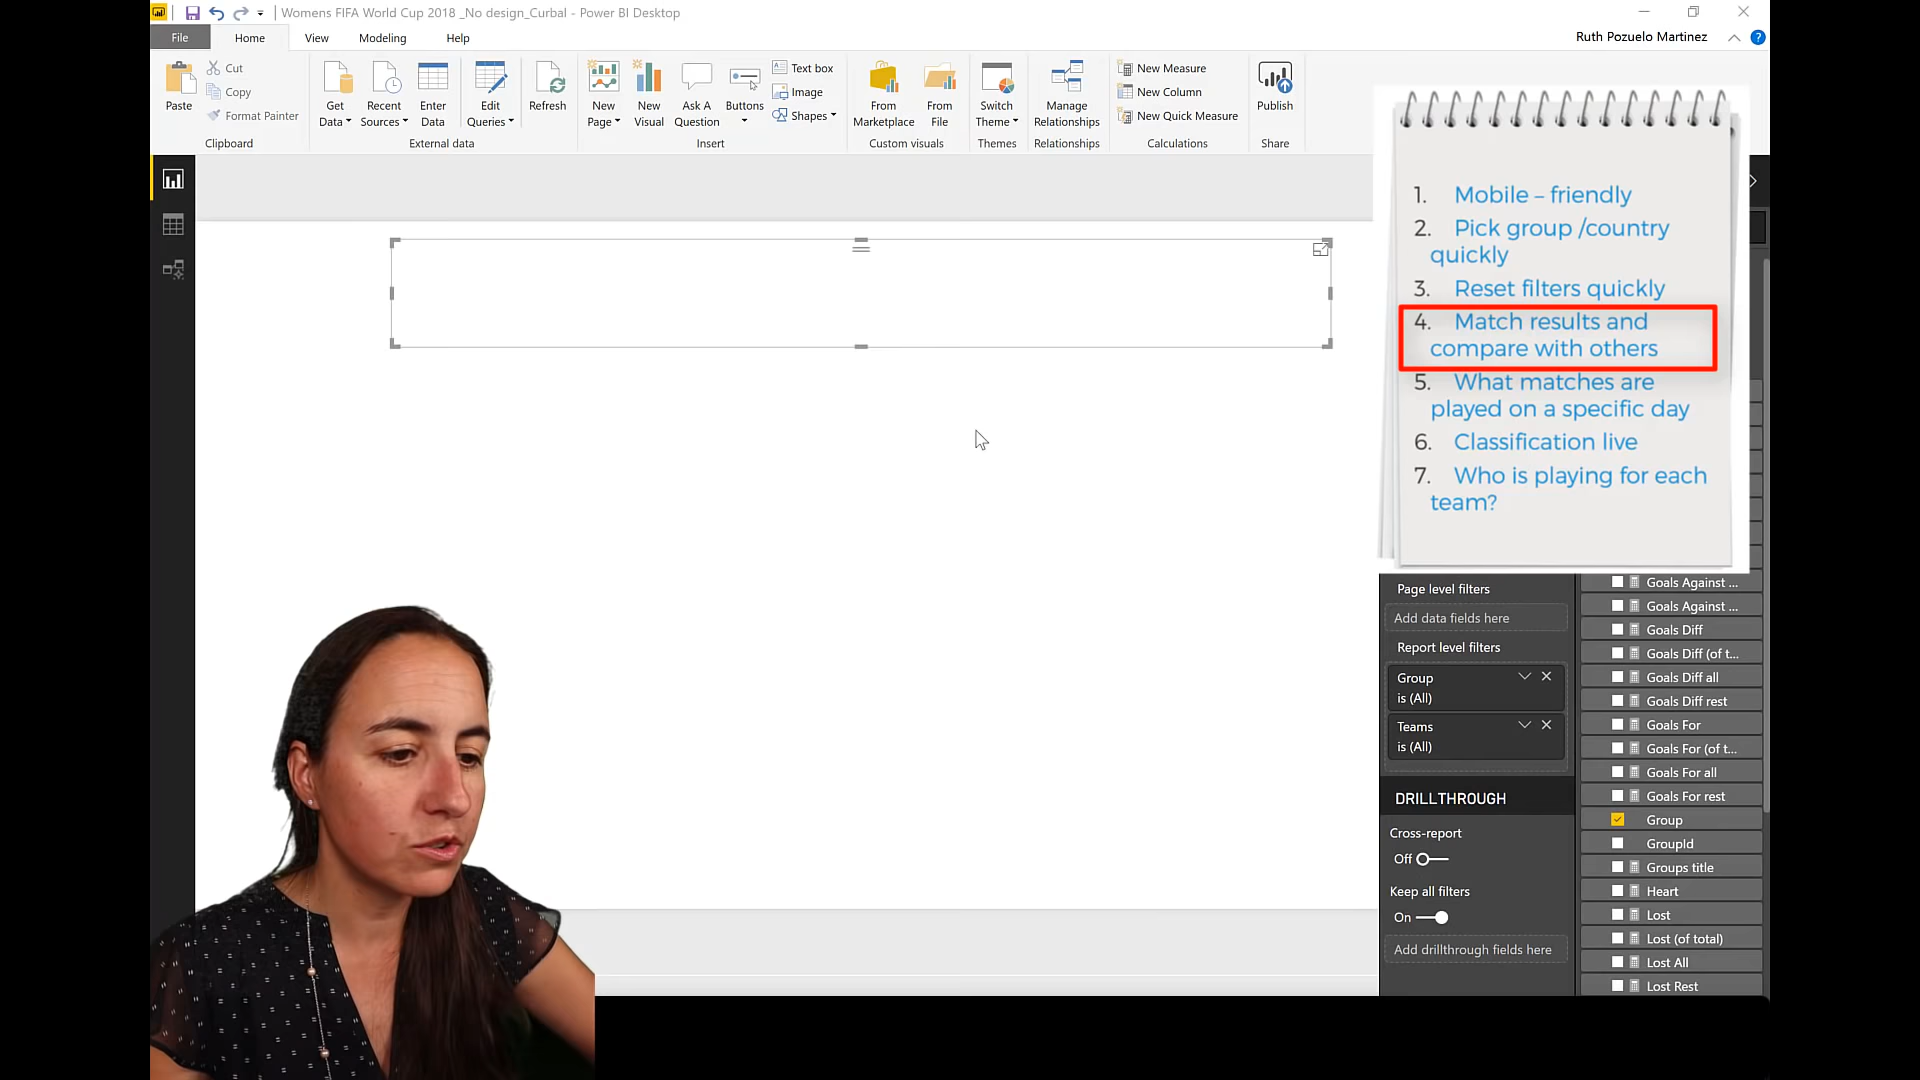 Womens FIFA World Cup 2018 _No design_Curbal - Power BI Desktop
File
Home
View
Modeling
Help
Ruth Pozuelo Martinez
?
Paste
Cut
Copy
Format Painter
Clipboard
Get Data
Recent Sources
Enter Data
Edit Queries
Refresh
External data
New Page
New Visual
Ask A Question
Buttons
Text box
Image
Shapes
Insert
From Marketplace
From File
Custom visuals
Switch Theme
Themes
Manage Relationships
Relationships
New Measure
New Column
New Quick Measure
Calculations
Publish
Share
1. Mobile – friendly
2. Pick group /country
quickly
3. Reset filters quickly
4. Match results and
compare with others
5. What matches are
played on a specific day
6. Classification live
7. Who is playing for each
team?
Page level filters
Add data fields here
Report level filters
Group
is (All)
Teams
is (All)
DRILLTHROUGH
Cross-report
Off
Keep all filters
On
Add drillthrough fields here
Goals Against ...
Goals Against ...
Goals Diff
Goals Diff (of t...
Goals Diff all
Goals Diff rest
Goals For
Goals For (of t...
Goals For all
Goals For rest
Group
GroupId
Groups title
Heart
Lost
Lost (of total)
Lost All
Lost Rest